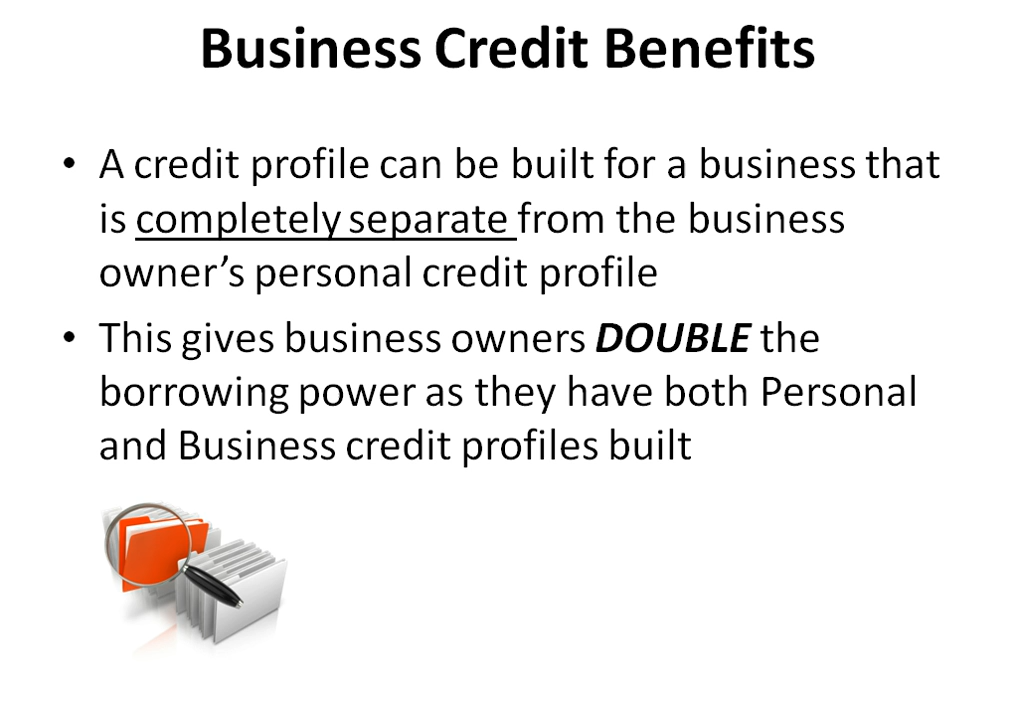 Business Credit Benefits
• A credit profile can be built for a business that
is completely separate from the business
owner’s personal credit profile
• This gives business owners DOUBLE the
borrowing power as they have both Personal
and Business credit profiles built